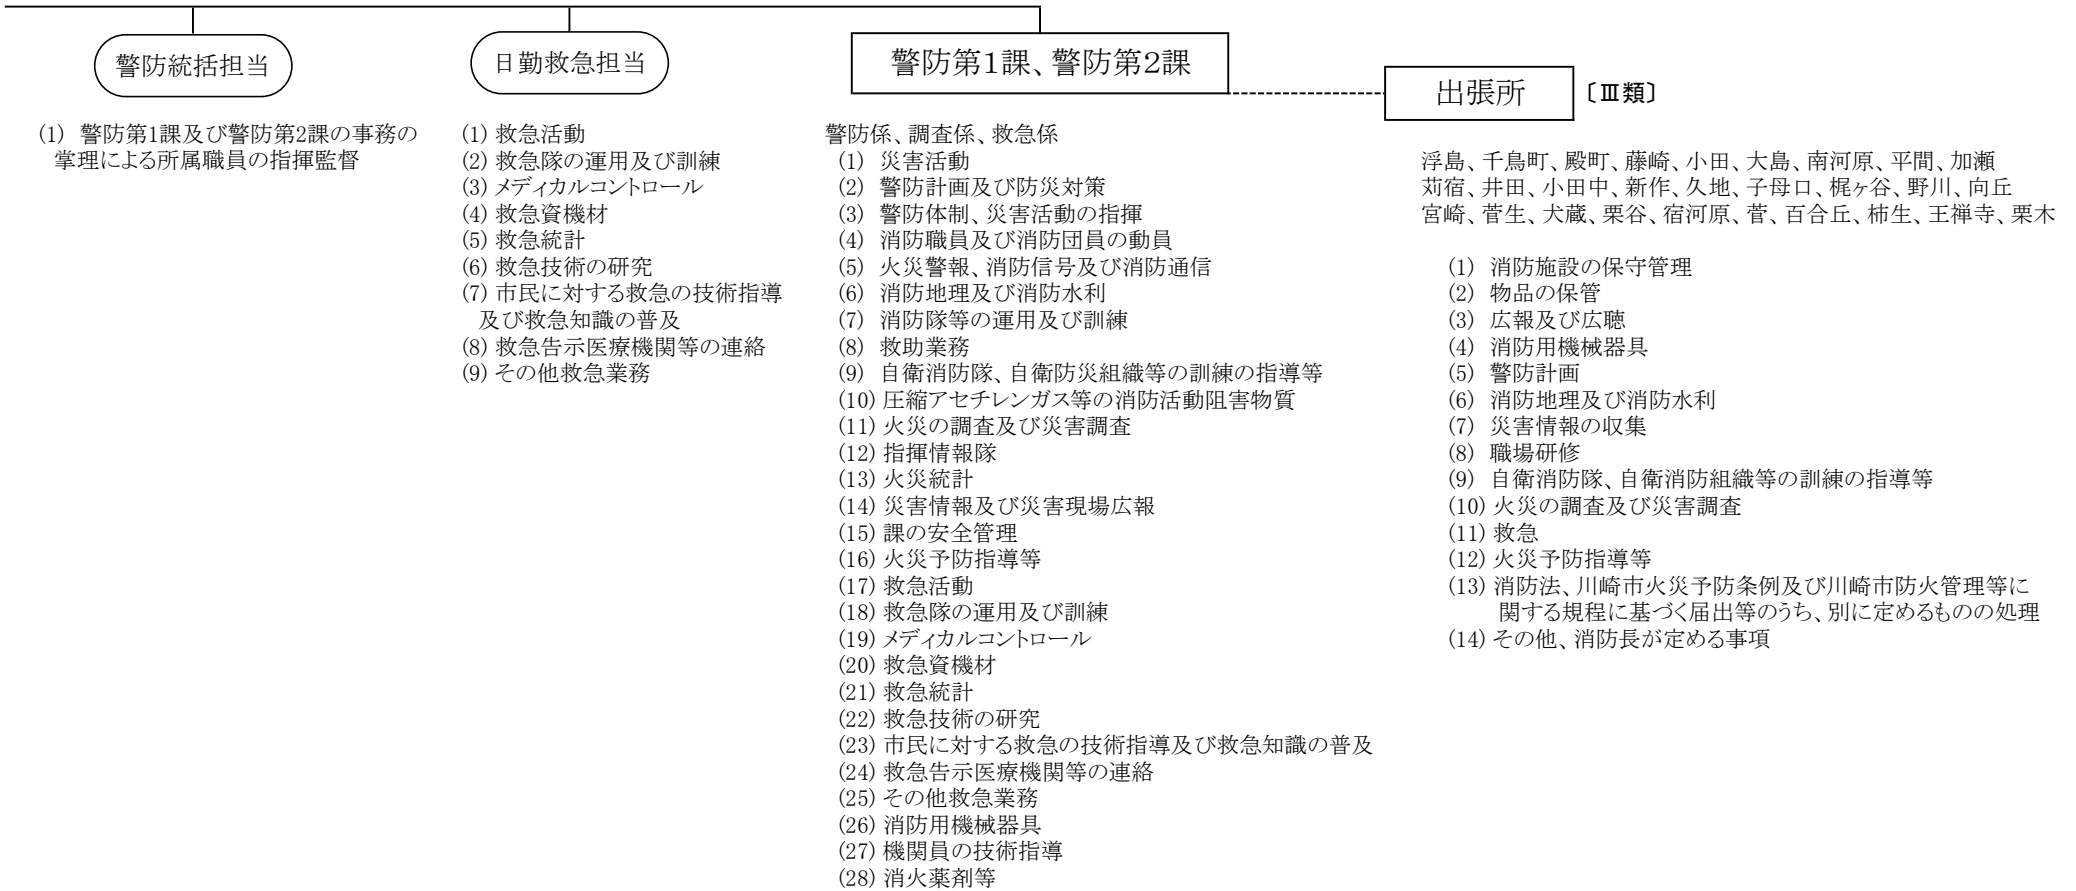 警防統括担当
(1) 警防第1課及び警防第2課の事務の
掌理による所属職員の指揮監督
日勤救急担当
(1) 救急活動
(2) 救急隊の運用及び訓練
(3) メディカルコントロール
(4) 救急資機材
(5) 救急統計
(6) 救急技術の研究
(7) 市民に対する救急の技術指導
及び救急知識の普及
(8) 救急告示医療機関等の連絡
(9) その他救急業務
警防第1課、警防第2課
警防係、調査係、救急係
(1) 災害活動
(2) 警防計画及び防災対策
(3) 警防体制、災害活動の指揮
(4) 消防職員及び消防団員の動員
(5) 火災警報、消防信号及び消防通信
(6) 消防地理及び消防水利
(7) 消防隊等の運用及び訓練
(8) 救助業務
(9) 自衛消防隊、自衛防災組織等の訓練の指導等
(10) 圧縮アセチレンガス等の消防活動阻害物質
(11) 火災の調査及び災害調査
(12) 指揮情報隊
(13) 火災統計
(14) 災害情報及び災害現場広報
(15) 課の安全管理
(16) 火災予防指導等
(17) 救急活動
(18) 救急隊の運用及び訓練
(19) メディカルコントロール
(20) 救急資機材
(21) 救急統計
(22) 救急技術の研究
(23) 市民に対する救急の技術指導及び救急知識の普及
(24) 救急告示医療機関等の連絡
(25) その他救急業務
(26) 消防用機械器具
(27) 機関員の技術指導
(28) 消火薬剤等
出張所 〔Ⅲ類〕
浮島、千鳥町、殿町、藤崎、小田、大島、南河原、平間、加瀬
苅宿、井田、小田中、新作、久地、子母口、梶ヶ谷、野川、向丘
宮崎、菅生、犬蔵、栗谷、宿河原、菅、百合丘、柿生、王禅寺、栗木
(1) 消防施設の保守管理
(2) 物品の保管
(3) 広報及び広聴
(4) 消防用機械器具
(5) 警防計画
(6) 消防地理及び消防水利
(7) 災害情報の収集
(8) 職場研修
(9) 自衛消防隊、自衛消防組織等の訓練の指導等
(10) 火災の調査及び災害調査
(11) 救急
(12) 火災予防指導等
(13) 消防法、川崎市火災予防条例及び川崎市防火管理等に
関する規程に基づく届出等のうち、別に定めるものの処理
(14) その他、消防長が定める事項